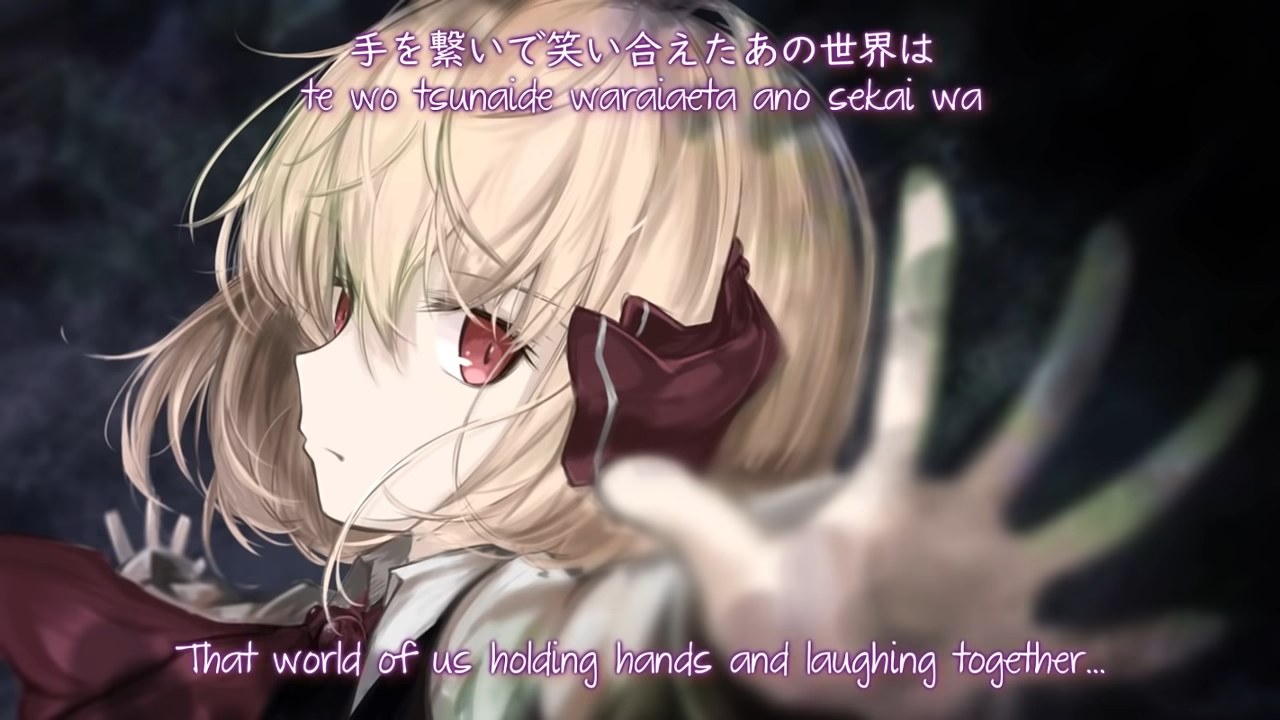 手を繋いで笑い合えたあの世界は
te wo tsunaide waraiaeta ano sekai wa
That world of us holding hands and laughing together...